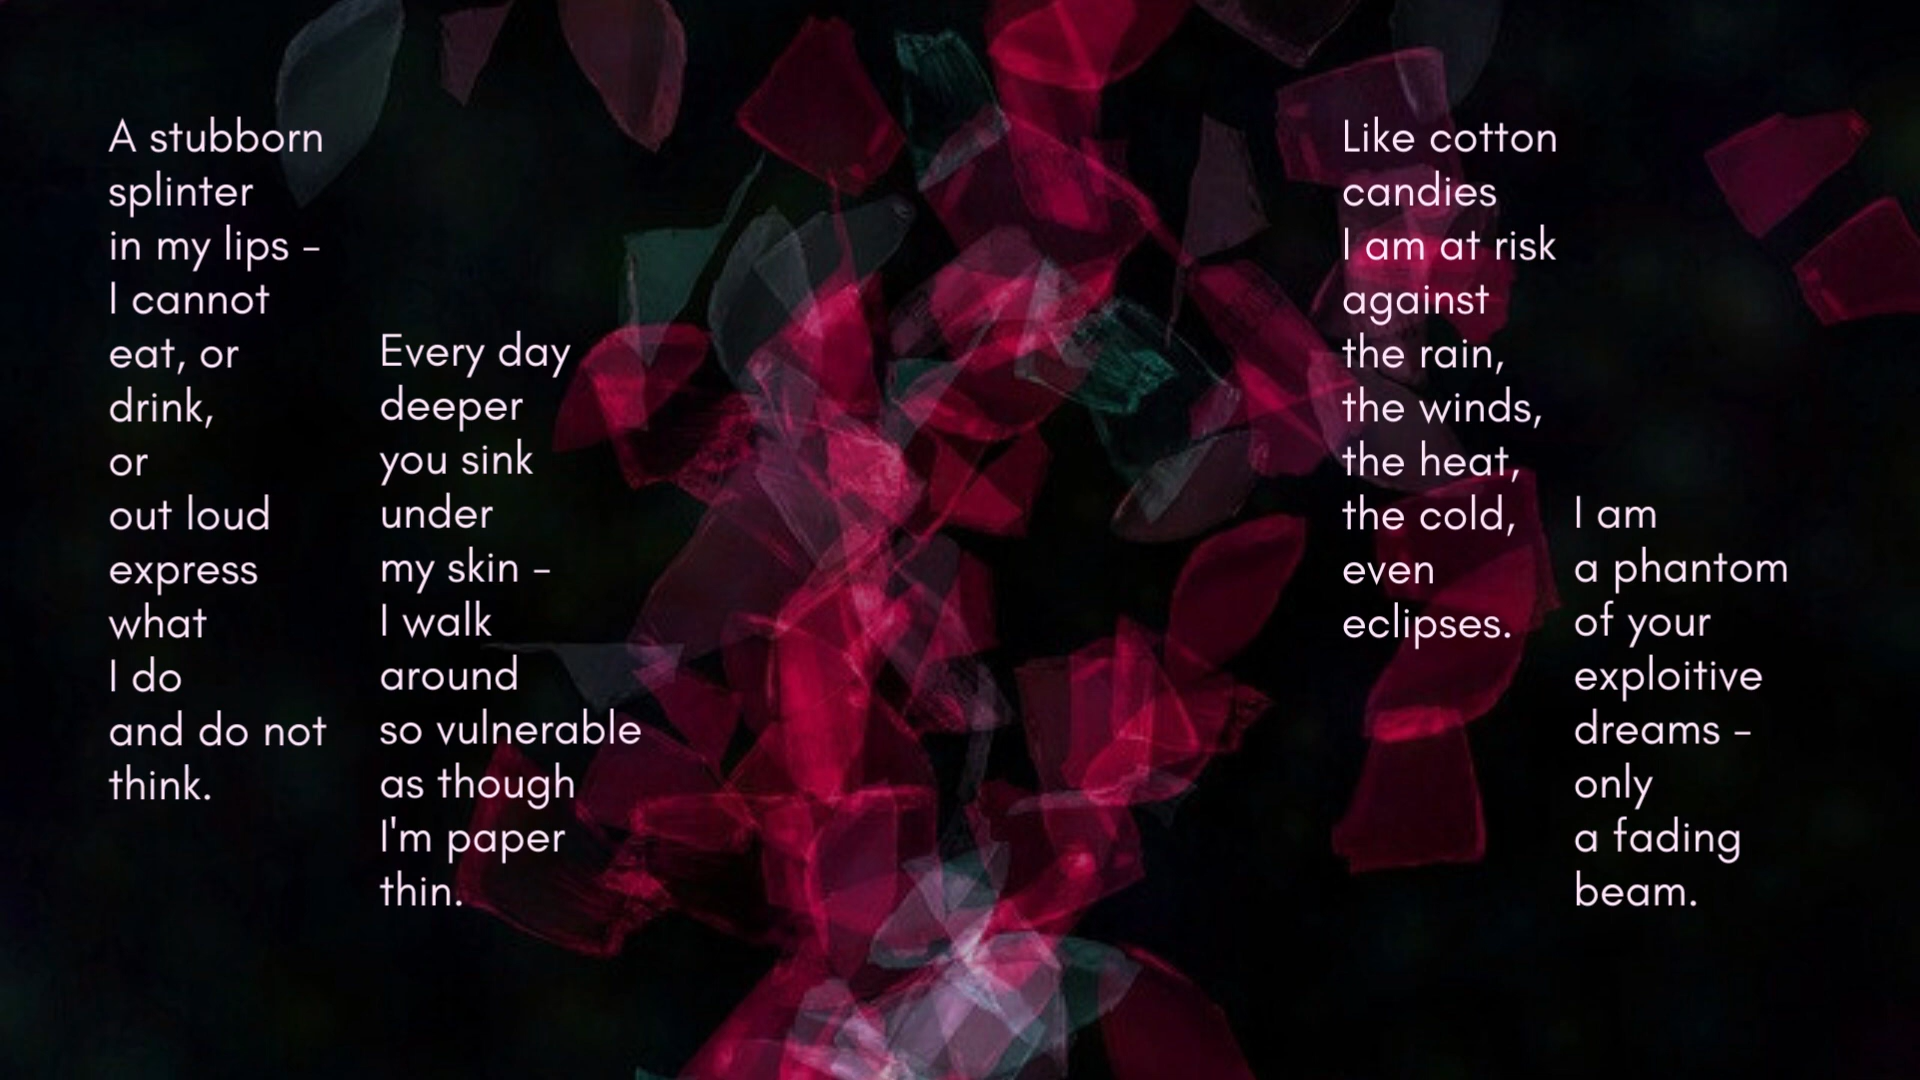 A stubborn
splinter
in my lips –
I cannot
eat, or
drink,
or
out loud
express
what
I do
and do not
think.
Every day
deeper
you sink
under
my skin –
I walk
around
so vulnerable
as though
I'm paper
thin.
Like cotton
candies
I am at risk
against
the rain,
the winds,
the heat,
the cold,
even
eclipses.
I am
a phantom
of your
exploitive
dreams –
only
a fading
beam.